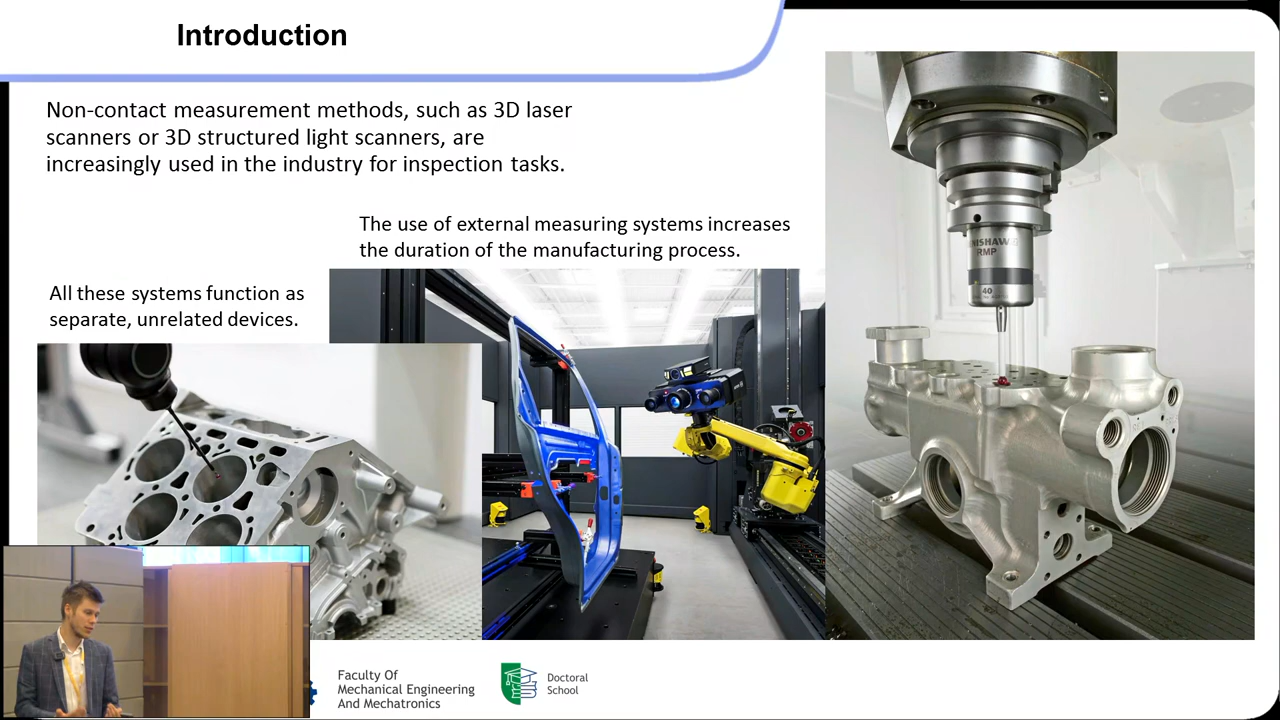 Introduction
Non-contact measurement methods, such as 3D laser
scanners or 3D structured light scanners, are
increasingly used in the industry for inspection tasks.
The use of external measuring systems increases
the duration of the manufacturing process.
All these systems function as
separate, unrelated devices.
RMP
40
Faculty Of
Mechanical Engineering
And Mechatronics
Doctoral
School